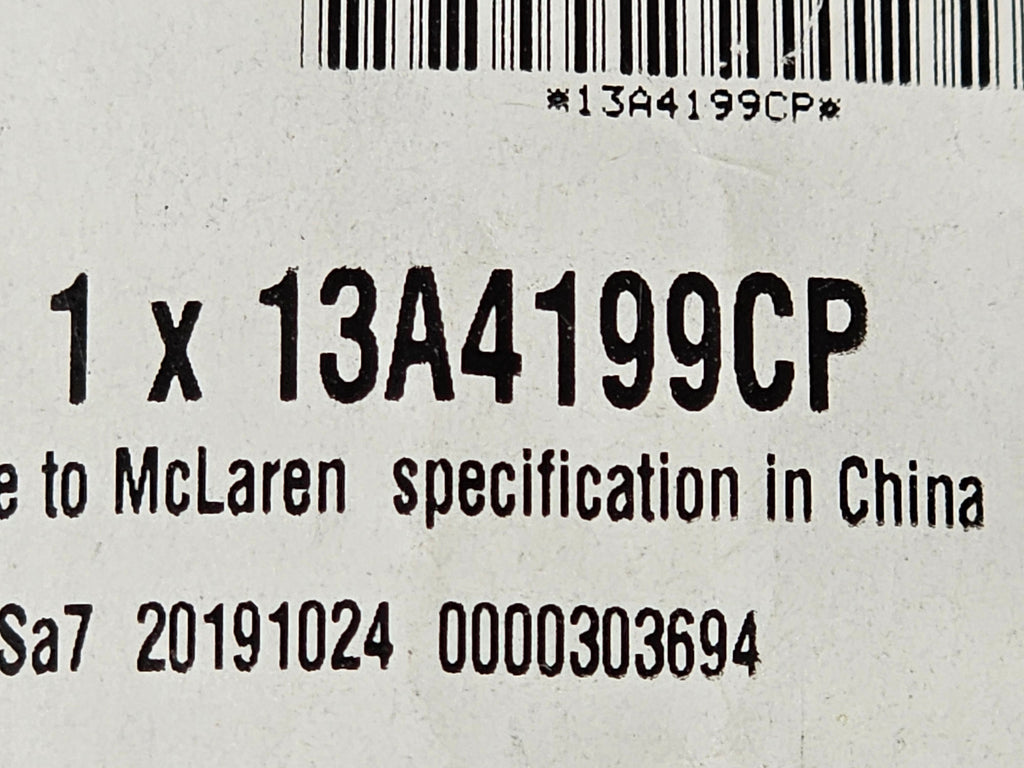 *13A4199CP*
1 x 13A4199CP
e to McLaren specification in China
Sa7 20191024 0000303694